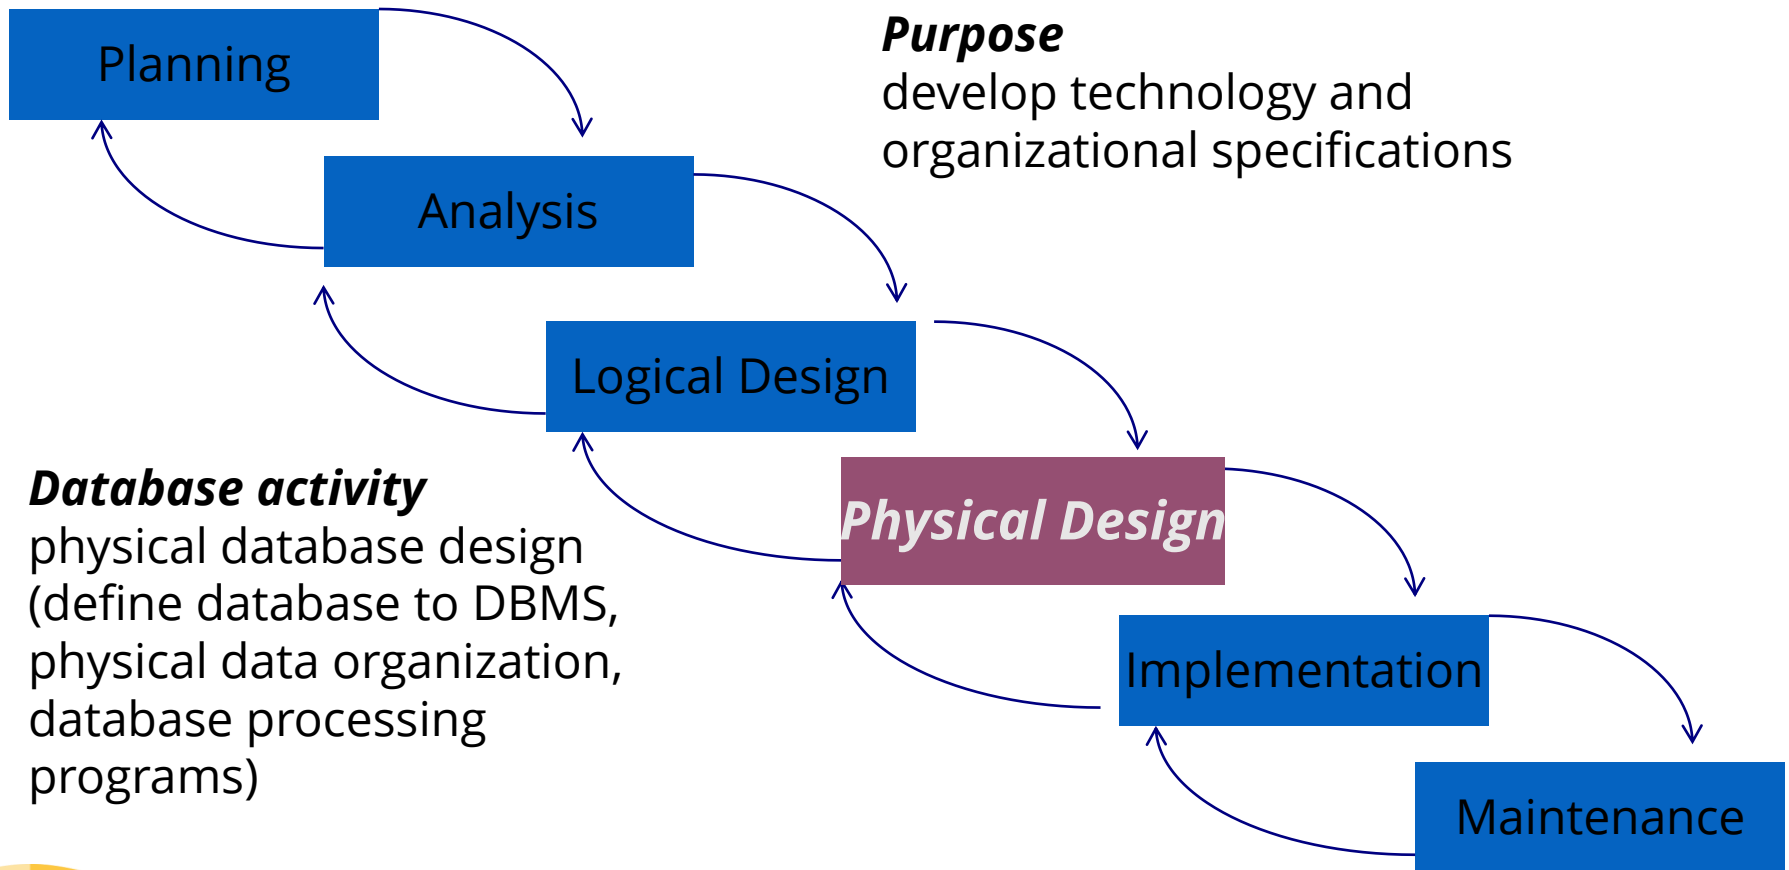 Planning
Purpose
develop technology and
organizational specifications
Analysis
Logical Design
Database activity
physical database design
(define database to DBMS,
physical data organization,
database processing
programs)
Physical Design
Implementation
Maintenance